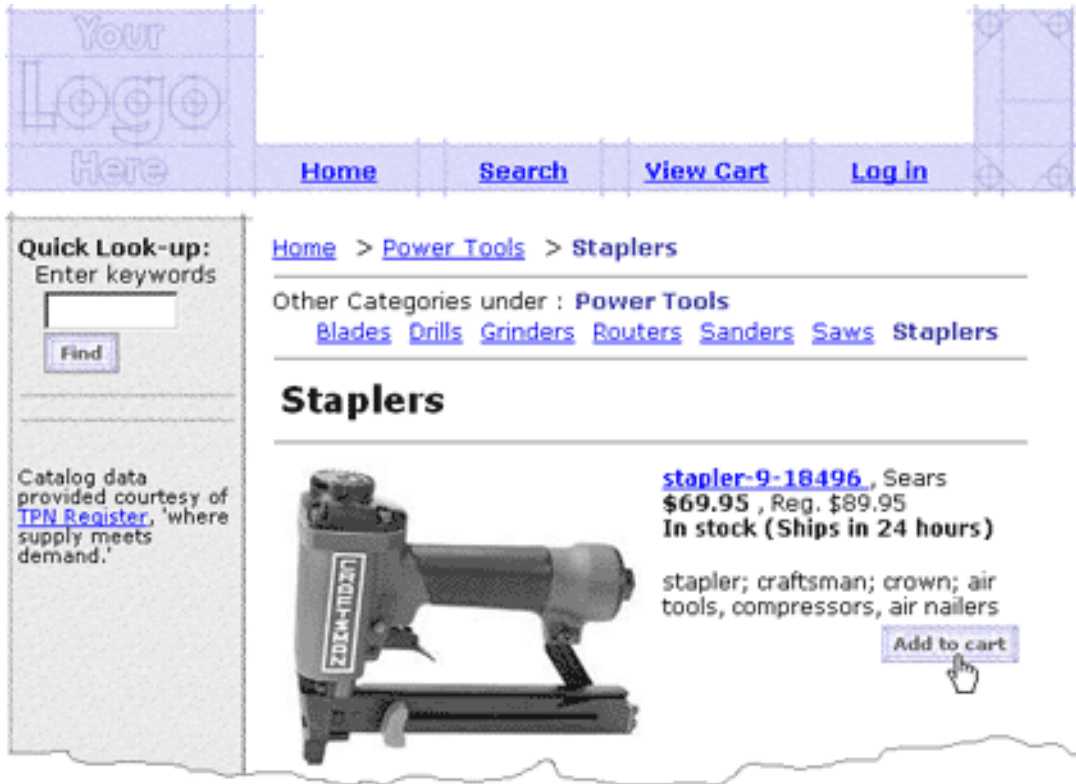 Your
Logo
Here
Home Search View Cart Log in
Quick Look-up:
Enter keywords
Find
Catalog data
provided courtesy of
TPN Register, 'where
supply meets
demand.'
Home > Power Tools > Staplers
Other Categories under : Power Tools
Blades Drills Grinders Routers Sanders Saws Staplers
Staplers
CRAFTSMAN
stapler-9-18496 , Sears
$69.95 , Reg. $89.95
In stock (Ships in 24 hours)
stapler; craftsman; crown; air
tools, compressors, air nailers
Add to cart